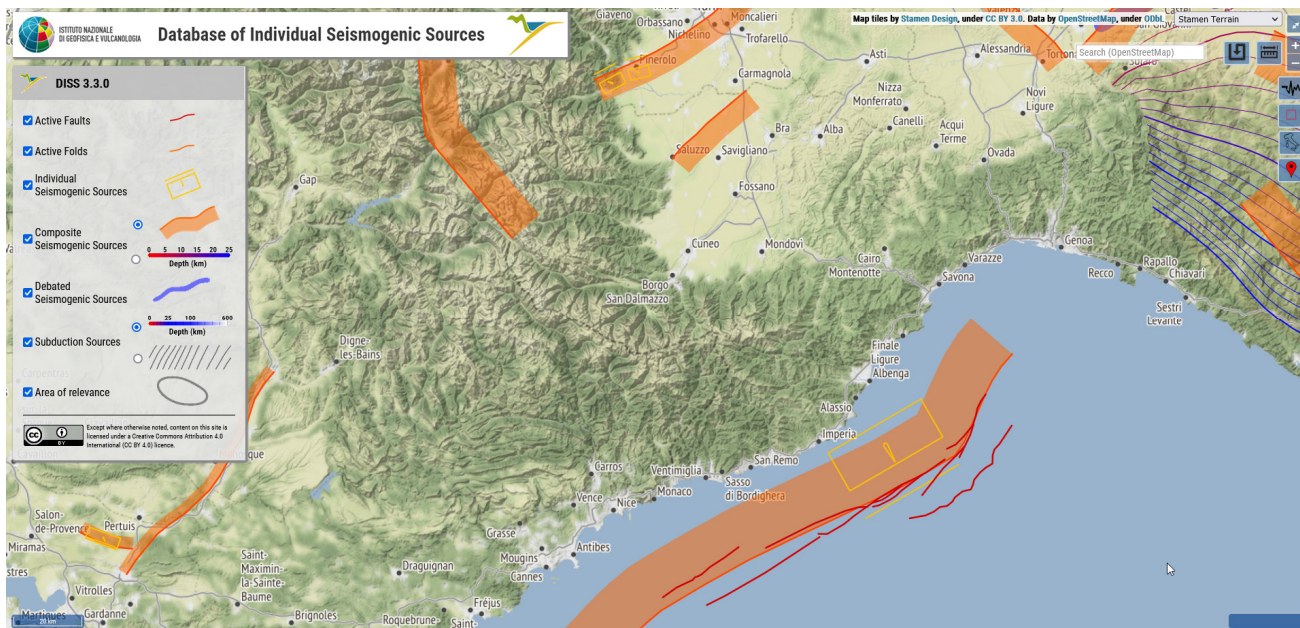 ISTITUTO NAZIONALE
DI GEOFISICA E VULCANOLOGIA
Database of Individual Seismogenic Sources
Map tiles by Stamen Design, under CC BY 3.0. Data by OpenStreetMap, under ODbL
Stamen Terrain
Search (OpenStreetMap)
DISS 3.3.0
Active Faults
Active Folds
Individual
Seismogenic Sources
Composite
Seismogenic Sources
0 5 10 15 20 25
Depth (km)
Debated
Seismogenic Sources
0 25 100 600
Depth (km)
Subduction Sources
Area of relevance
CC
BY
Except where otherwise noted, content on this site is
licensed under a Creative Commons Attribution 4.0
International (CC BY 4.0) licence.
Giaveno
Orbassano
Nichelino
Moncalieri
Trofarello
Pinerolo
Carmagnola
Asti
Alessandria
Nizza
Monferrato
Canelli
Novi
Ligure
Acqui
Terme
Ovada
Bra
Alba
Saluzzo
Savigliano
Fossano
Gap
Cuneo
Mondovì
Cairo
Montenotte
Borgo
San Dalmazzo
Savona
Varazze
Genoa
Recco
Rapallo
Chiavari
Sestri
Levante
Finale
Ligure
Albenga
Alassio
Imperia
San Remo
Sasso
di Bordighera
Ventimiglia
Monaco
Carros
Vence
Nice
Grasse
Antibes
Mougins
Cannes
Digne-
les-Bains
Carpentras
Cavaillon
Salon-
de-Provence
Pertuis
Miramas
Vitrolles
Martigues
Gardanne
Saint-
Maximin-
la-Sainte-
Baume
Brignoles
Draguignan
Fréjus
Roquebrune-
Saint-
20 km